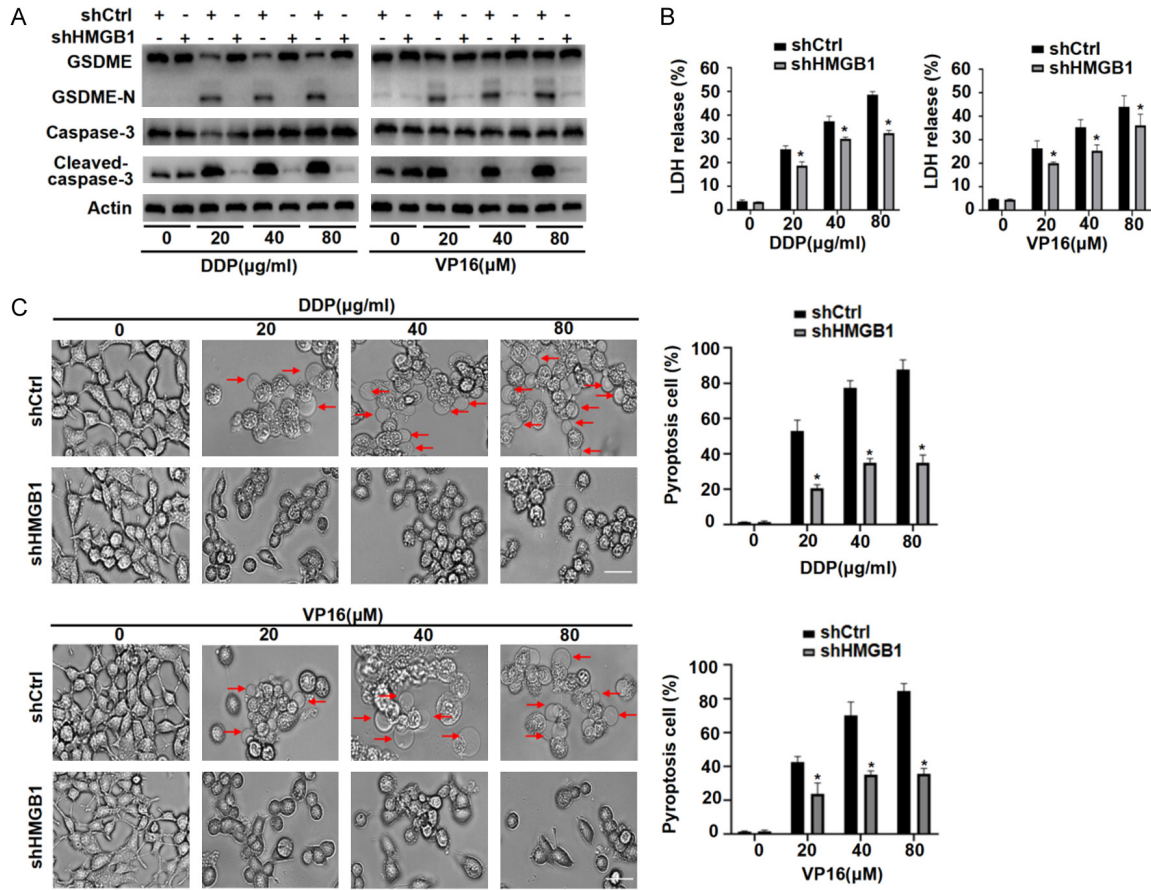 A
shCtrl + - + - + - + - + - + - + - + -
shHMGB1 - + - + - + - + - + - + - + - +
GSDME
GSDME-N
Caspase-3
Cleaved-
caspase-3
Actin
0 20 40 80 0 20 40 80
DDP(μg/ml) VP16(μM)
B
shCtrl
shHMGB1
LDH relaese (%)
60
50
40
30
20
10
0
* * *
0 20 40 80
DDP(μg/ml)
shCtrl
shHMGB1
LDH relaese (%)
60
50
40
30
20
10
0
* * *
0 20 40 80
VP16(μM)
C
DDP(μg/ml)
0 20 40 80
shCtrl
shHMGB1
shCtrl
shHMGB1
Pyroptosis cell (%)
100
80
60
40
20
0
* * *
0 20 40 80
DDP(μg/ml)
VP16(μM)
0 20 40 80
shCtrl
shHMGB1
shCtrl
shHMGB1
Pyroptosis cell (%)
100
80
60
40
20
0
* * *
0 20 40 80
VP16(μM)